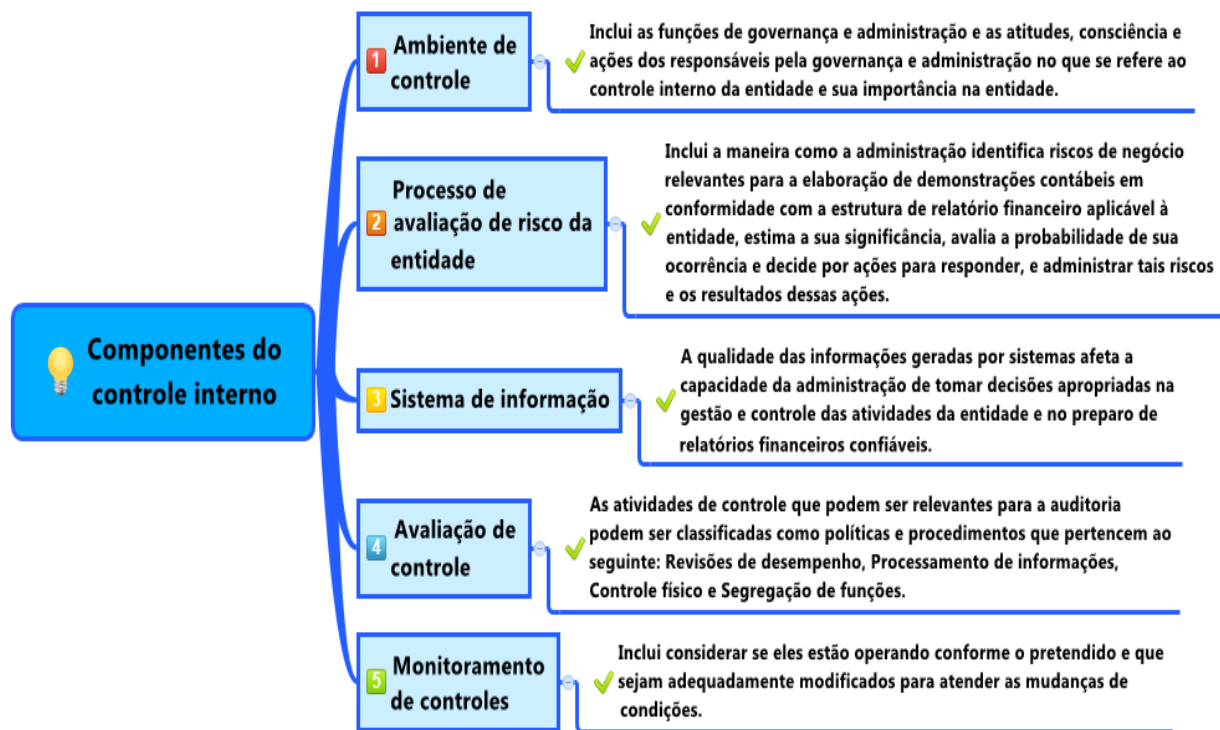 Componentes do
controle interno
1
Ambiente de
controle
Inclui as funções de governança e administração e as atitudes, consciência e
ações dos responsáveis pela governança e administração no que se refere ao
controle interno da entidade e sua importância na entidade.
2
Processo de
avaliação de risco da
entidade
Inclui a maneira como a administração identifica riscos de negócio
relevantes para a elaboração de demonstrações contábeis em
conformidade com a estrutura de relatório financeiro aplicável à
entidade, estima a sua significância, avalia a probabilidade de sua
ocorrência e decide por ações para responder, e administrar tais riscos
e os resultados dessas ações.
3
Sistema de informação
A qualidade das informações geradas por sistemas afeta a
capacidade da administração de tomar decisões apropriadas na
gestão e controle das atividades da entidade e no preparo de
relatórios financeiros confiáveis.
4
Avaliação de
controle
As atividades de controle que podem ser relevantes para a auditoria
podem ser classificadas como políticas e procedimentos que pertencem ao
seguinte: Revisões de desempenho, Processamento de informações,
Controle físico e Segregação de funções.
5
Monitoramento
de controles
Inclui considerar se eles estão operando conforme o pretendido e que
sejam adequadamente modificados para atender as mudanças de
condições.